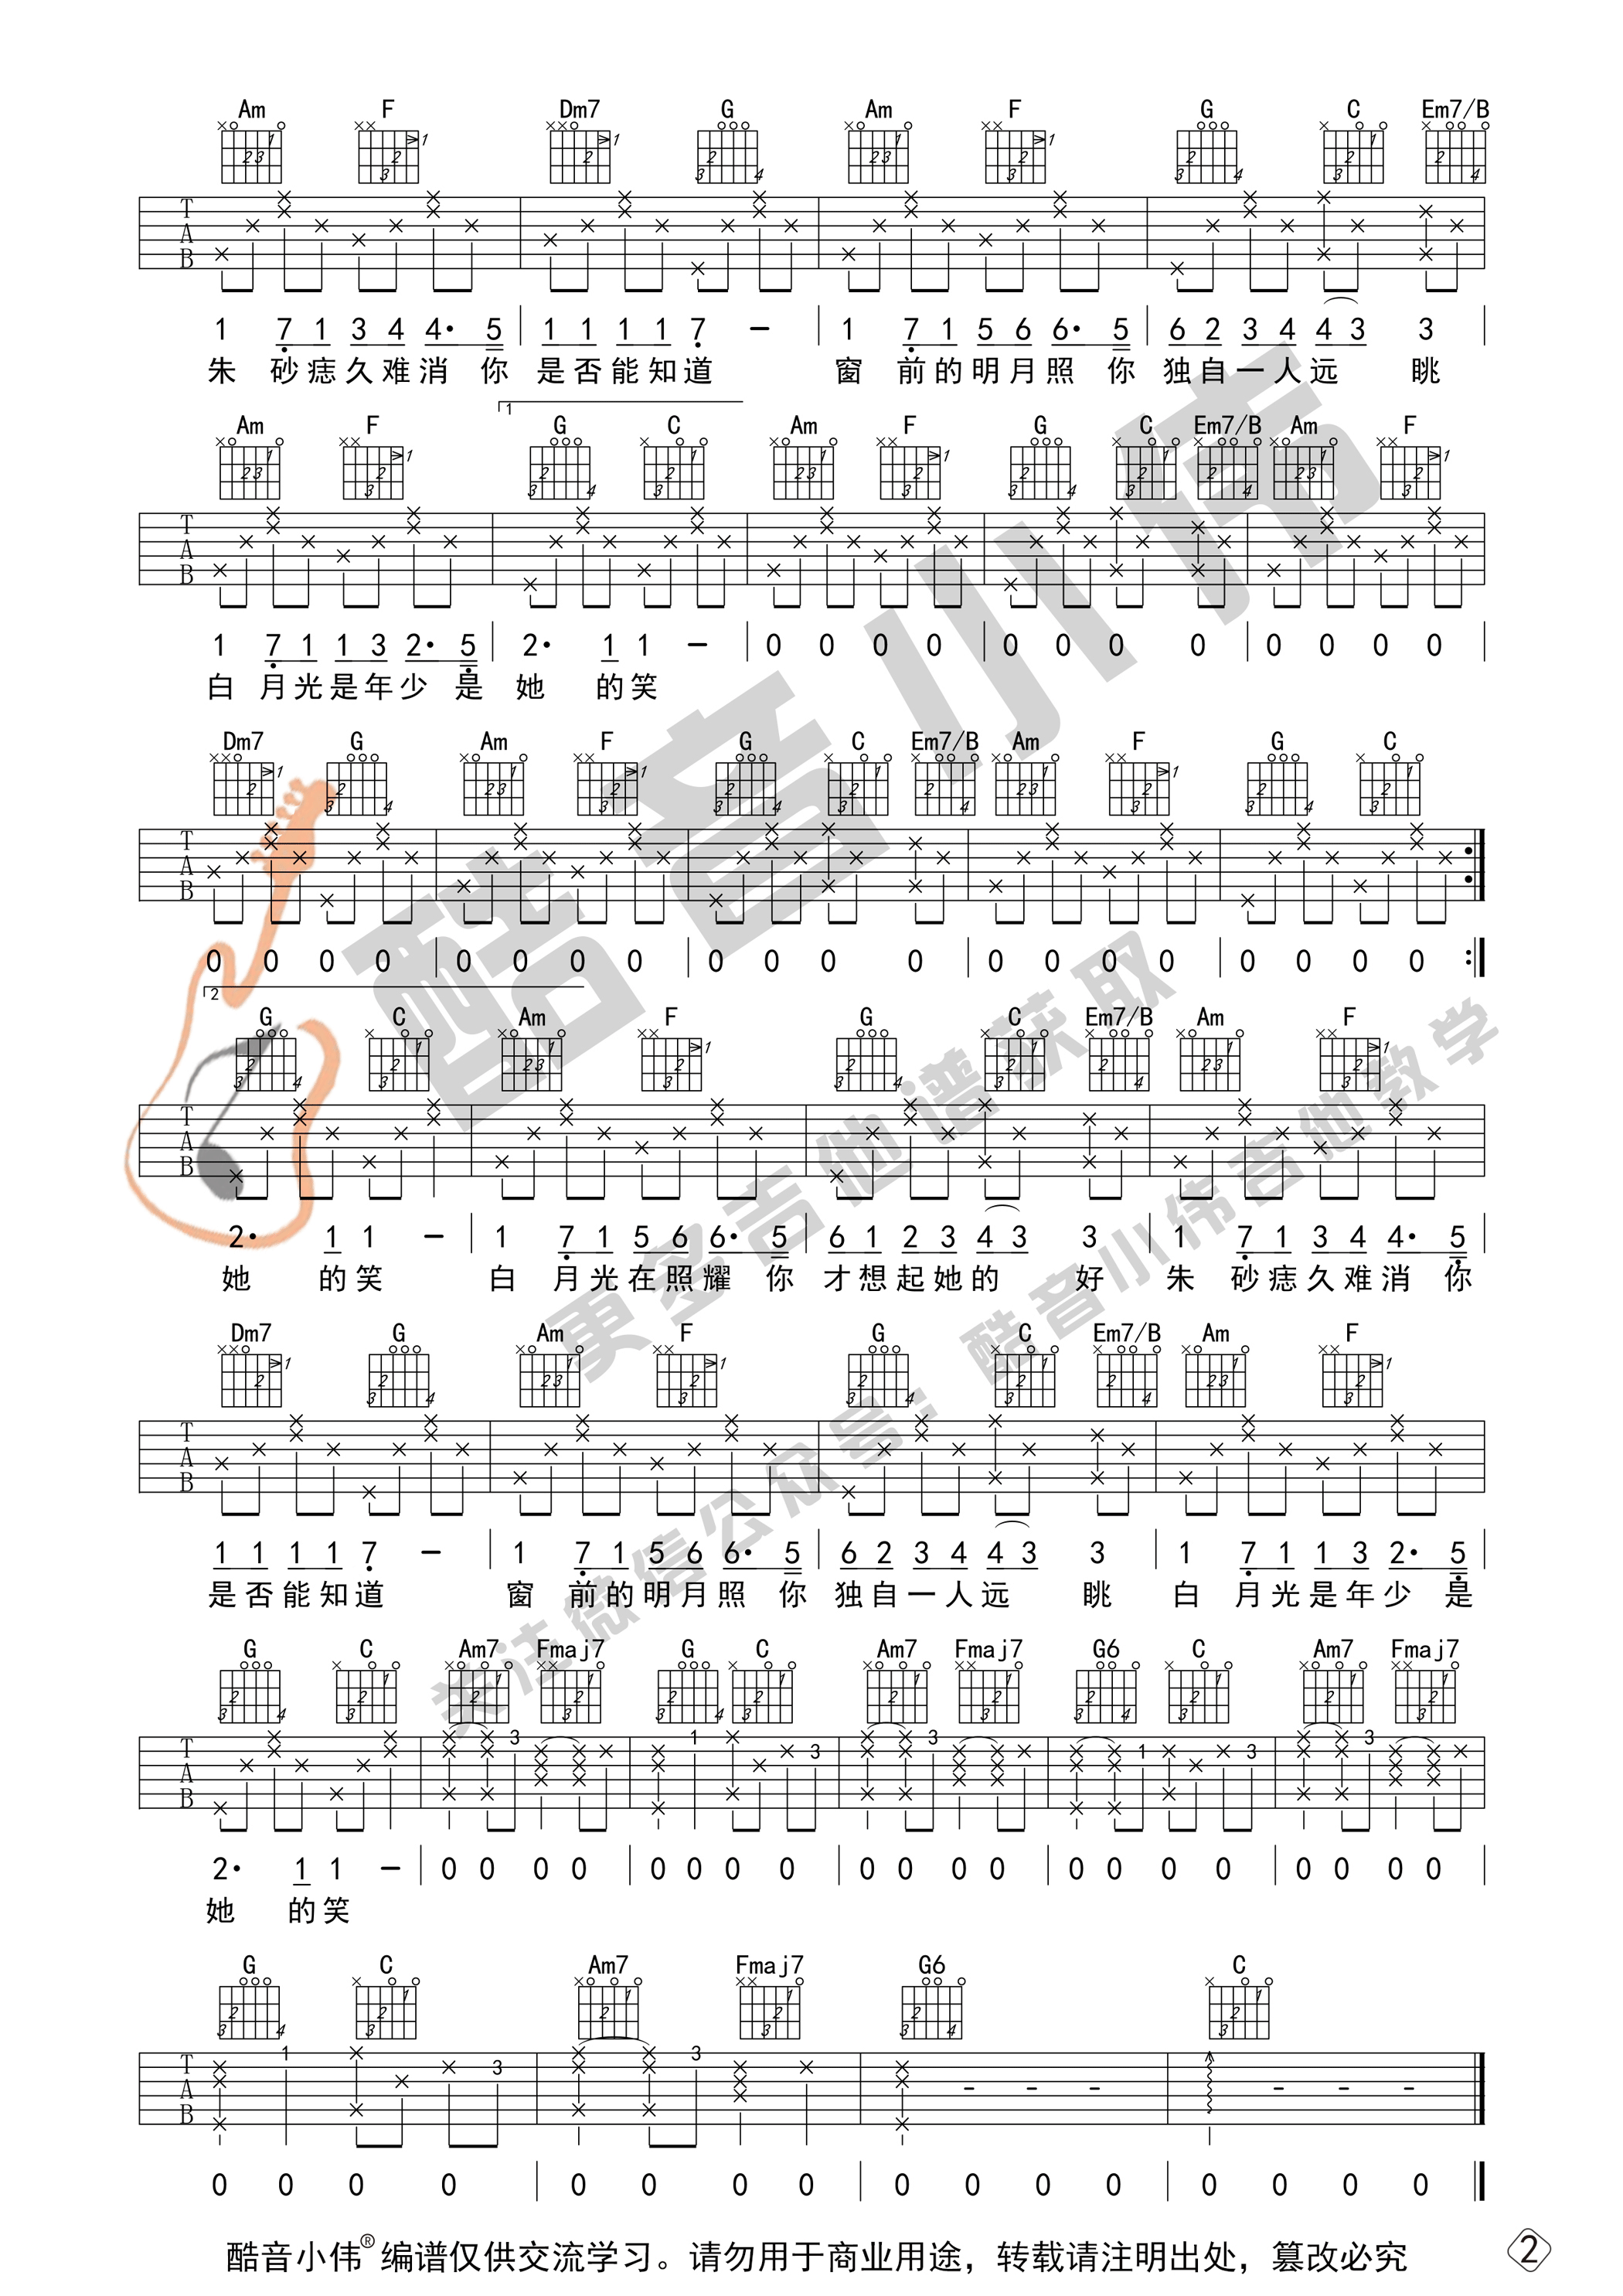 Am F Dm7 G Am F G C Em7/B
1 7 1 3 4 4· 5 | 1 1 1 1 7 – | 1 7 1 5 6 6· 5 | 6 2 3 4 4 3 3 |
朱 砂痣久难消 你 是否能知道 窗 前的明月照 你 独自一人远 眺
1
Am F G C Am F G C Em7/B Am F
1 7 1 1 3 2· 5 | 2· 1 1 – | 0 0 0 0 | 0 0 0 0 | 0 0 0 0 |
白 月光是年少 是 她 的笑
Dm7 G Am F G C Em7/B Am F G C
0 0 0 0 | 0 0 0 0 | 0 0 0 0 | 0 0 0 0 | 0 0 0 0 :|
2
G C Am F G C Em7/B Am F
2· 1 1 – | 1 7 1 5 6 6· 5 | 6 1 2 3 4 3 3 | 1 7 1 3 4 4· 5 |
她 的笑 白 月光在照耀 你 才想起她的 好 朱 砂痣久难消 你
Dm7 G Am F G C Em7/B Am F
1 1 1 1 7 – | 1 7 1 5 6 6· 5 | 6 2 3 4 4 3 3 | 1 7 1 1 3 2· 5 |
是否能知道 窗 前的明月照 你 独自一人远 眺 白 月光是年少 是
G C Am7 Fmaj7 G C Am7 Fmaj7 G6 C Am7 Fmaj7
3 1 3 3 1 3 3
2· 1 1 – | 0 0 0 0 | 0 0 0 0 | 0 0 0 0 | 0 0 0 0 | 0 0 0 0 |
她 的笑
G C Am7 Fmaj7 G6 C
1 3 3
0 0 0 0 | 0 0 0 0 | 0 0 0 0 | 0 0 0 0
酷音小伟
更多吉他谱获取
关注微信公众号：酷音小伟吉他教学
酷音小伟® 编谱仅供交流学习。请勿用于商业用途，转载请注明出处，篡改必究
2